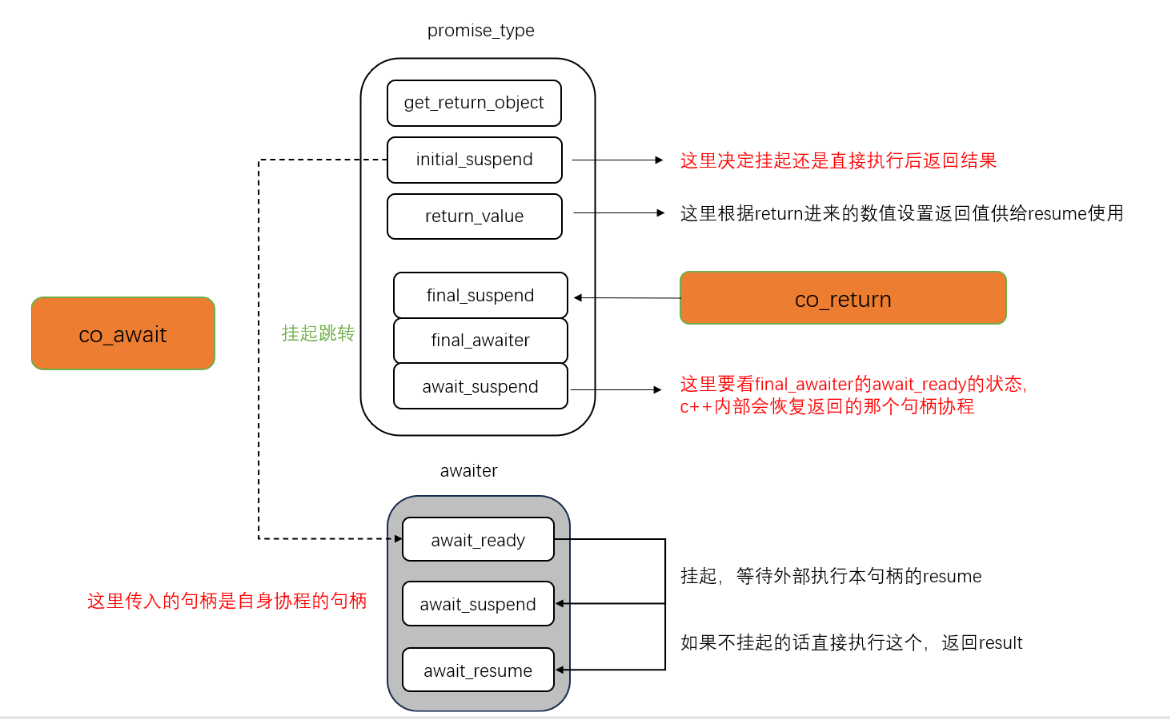 promise_type
get_return_object
initial_suspend
这里决定挂起还是直接执行后返回结果
return_value
这里根据return进来的数值设置返回值供给resume使用
final_suspend
co_return
co_await
挂起跳转
final_awaiter
await_suspend
这里要看final_awaiter的await_ready的状态,
c++内部会恢复返回的那个句柄协程
awaiter
await_ready
挂起，等待外部执行本句柄的resume
这里传入的句柄是自身协程的句柄
await_suspend
如果不挂起的话直接执行这个，返回result
await_resume